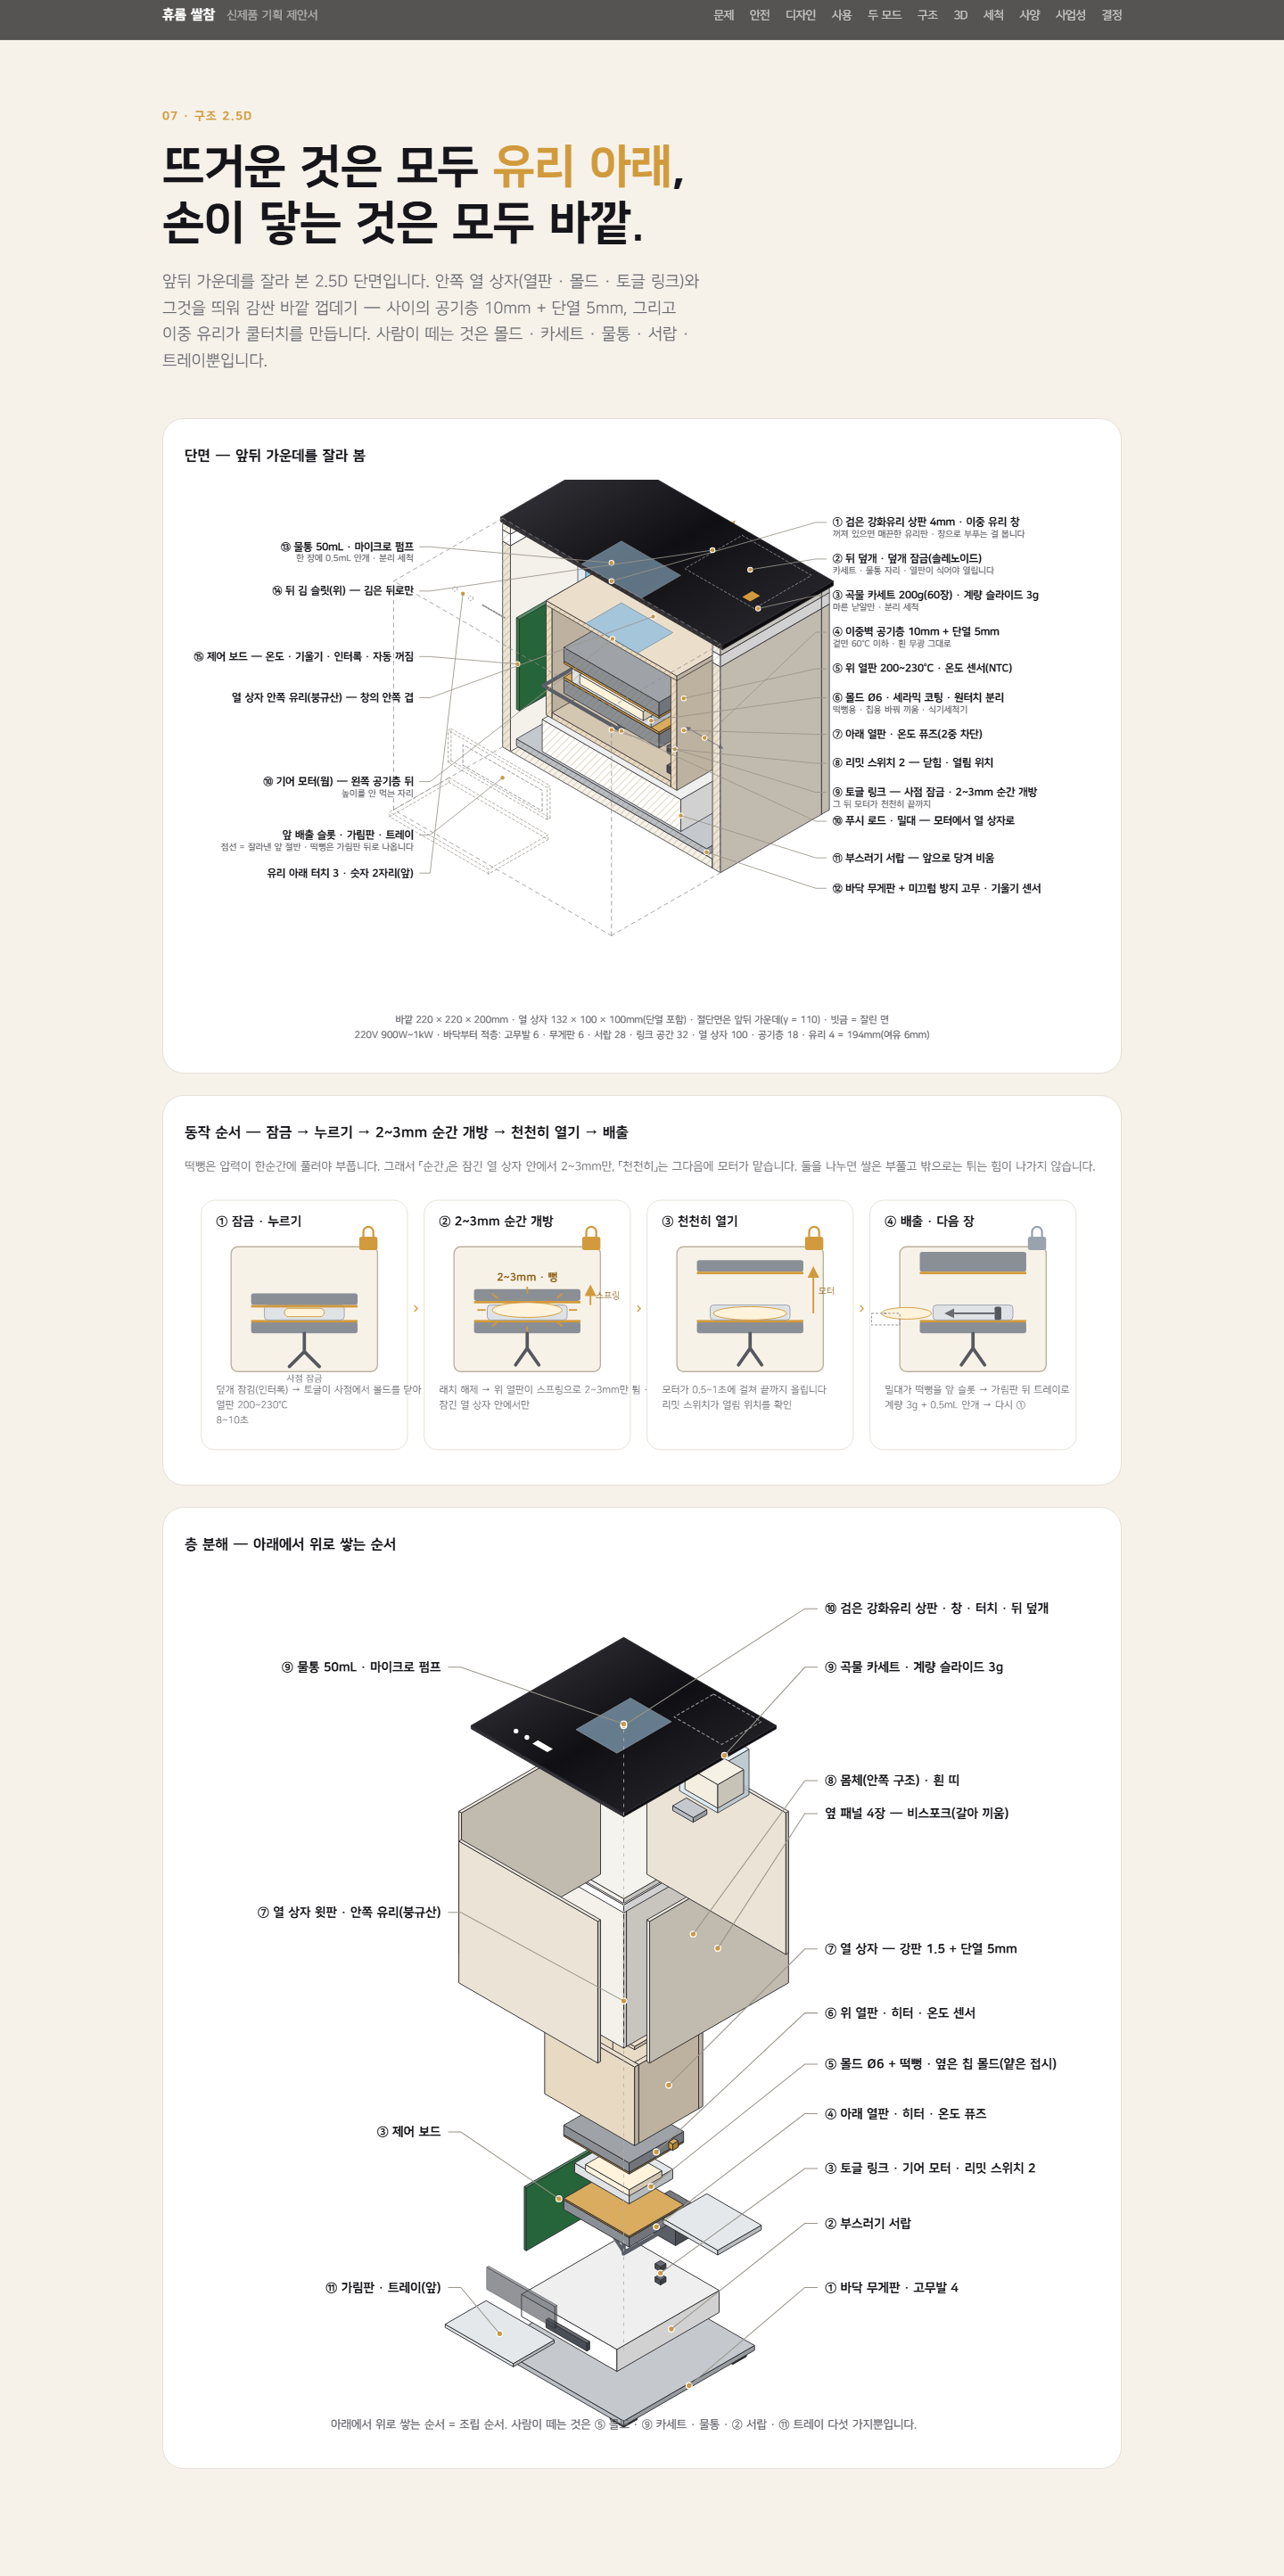 휴롬 쌀참 신제품 기획 제안서
문제 안전 디자인 사용 두 모드 구조 3D 세척 사양 사업성 결정
07 · 구조 2.5D
뜨거운 것은 모두 유리 아래,
손이 닿는 것은 모두 바깥.
앞뒤 가운데를 잘라 본 2.5D 단면입니다. 안쪽 열 상자(열판 · 몰드 · 토글 링크)와
그것을 띄워 감싼 바깥 껍데기 — 사이의 공기층 10mm + 단열 5mm, 그리고
이중 유리가 쿨터치를 만듭니다. 사람이 떼는 것은 몰드 · 카세트 · 물통 · 서랍 ·
트레이뿐입니다.
단면 — 앞뒤 가운데를 잘라 봄
⑬ 물통 50mL · 마이크로 펌프
한 장에 0.5mL 안개 · 분리 세척
⑭ 뒤 김 슬릿(위) — 김은 뒤로만
⑮ 제어 보드 — 온도 · 기울기 · 인터록 · 자동 꺼짐
열 상자 안쪽 유리(붕규산) — 창의 안쪽 겹
⑯ 기어 모터(웜) — 왼쪽 공기층 뒤
높이를 안 먹는 자리
앞 배출 슬롯 · 가림판 · 트레이
점선 = 잘라낸 앞 절반 · 떡뻥은 가림판 뒤로 나옵니다
유리 아래 터치 3 · 숫자 2자리(앞)
① 검은 강화유리 상판 4mm · 이중 유리 창
꺼져 있으면 매끈한 유리판 · 창으로 부푸는 걸 봅니다
② 뒤 덮개 · 덮개 잠금(솔레노이드)
카세트 · 물통 자리 · 열판이 식어야 열립니다
③ 곡물 카세트 200g(60장) · 계량 슬라이드 3g
마른 낟알만 · 분리 세척
④ 이중벽 공기층 10mm + 단열 5mm
겉면 60℃ 이하 · 흰 무광 그대로
⑤ 위 열판 200~230℃ · 온도 센서(NTC)
⑥ 몰드 Ø6 · 세라믹 코팅 · 원터치 분리
떡뻥용 · 칩용 바꿔 끼움 · 식기세척기
⑦ 아래 열판 · 온도 퓨즈(2중 차단)
⑧ 리밋 스위치 2 — 닫힘 · 열림 위치
⑨ 토글 링크 — 사점 잠금 · 2~3mm 순간 개방
그 뒤 모터가 천천히 끝까지
⑩ 푸시 로드 · 밀대 — 모터에서 열 상자로
⑪ 부스러기 서랍 — 앞으로 당겨 비움
⑫ 바닥 무게판 + 미끄럼 방지 고무 · 기울기 센서
바깥 220 × 220 × 200mm · 열 상자 132 × 100 × 100mm(단열 포함) · 절단면은 앞뒤 가운데(y = 110) · 빗금 = 잘린 면
220V 900W~1kW · 바닥부터 적층: 고무발 6 · 무게판 6 · 서랍 28 · 링크 공간 32 · 열 상자 100 · 공기층 18 · 유리 4 = 194mm(여유 6mm)
동작 순서 — 잠금 → 누르기 → 2~3mm 순간 개방 → 천천히 열기 → 배출
떡뻥은 압력이 한순간에 풀려야 부풉니다. 그래서 「순간」은 잠긴 열 상자 안에서 2~3mm만, 「천천히」는 그다음에 모터가 맡습니다. 둘을 나누면 쌀은 부풀고 밖으로는 튀는 힘이 나가지 않습니다.
① 잠금 · 누르기
사점 잠금
덮개 잠김(인터록) → 토글이 사점에서 몰드를 닫아
열판 200~230℃
8~10초
›
② 2~3mm 순간 개방
2~3mm · 뻥
스프링
래치 해제 → 위 열판이 스프링으로 2~3mm만 튐 ·
잠긴 열 상자 안에서만
›
③ 천천히 열기
모터
모터가 0.5~1초에 걸쳐 끝까지 올립니다
리밋 스위치가 열림 위치를 확인
›
④ 배출 · 다음 장
밀대가 떡뻥을 앞 슬롯 → 가림판 뒤 트레이로
계량 3g + 0.5mL 안개 → 다시 ①
층 분해 — 아래에서 위로 쌓는 순서
⑩ 검은 강화유리 상판 · 창 · 터치 · 뒤 덮개
⑨ 물통 50mL · 마이크로 펌프
⑨ 곡물 카세트 · 계량 슬라이드 3g
⑧ 몸체(안쪽 구조) · 흰 띠
옆 패널 4장 — 비스포크(갈아 끼움)
⑦ 열 상자 윗판 · 안쪽 유리(붕규산)
⑦ 열 상자 — 강판 1.5 + 단열 5mm
⑥ 위 열판 · 히터 · 온도 센서
⑤ 몰드 Ø6 + 떡뻥 · 옆은 칩 몰드(얕은 접시)
④ 아래 열판 · 히터 · 온도 퓨즈
③ 제어 보드
③ 토글 링크 · 기어 모터 · 리밋 스위치 2
② 부스러기 서랍
⑪ 가림판 · 트레이(앞)
① 바닥 무게판 · 고무발 4
아래에서 위로 쌓는 순서 = 조립 순서. 사람이 떼는 것은 ⑤ 몰드 · ⑨ 카세트 · 물통 · ② 서랍 · ⑪ 트레이 다섯 가지뿐입니다.